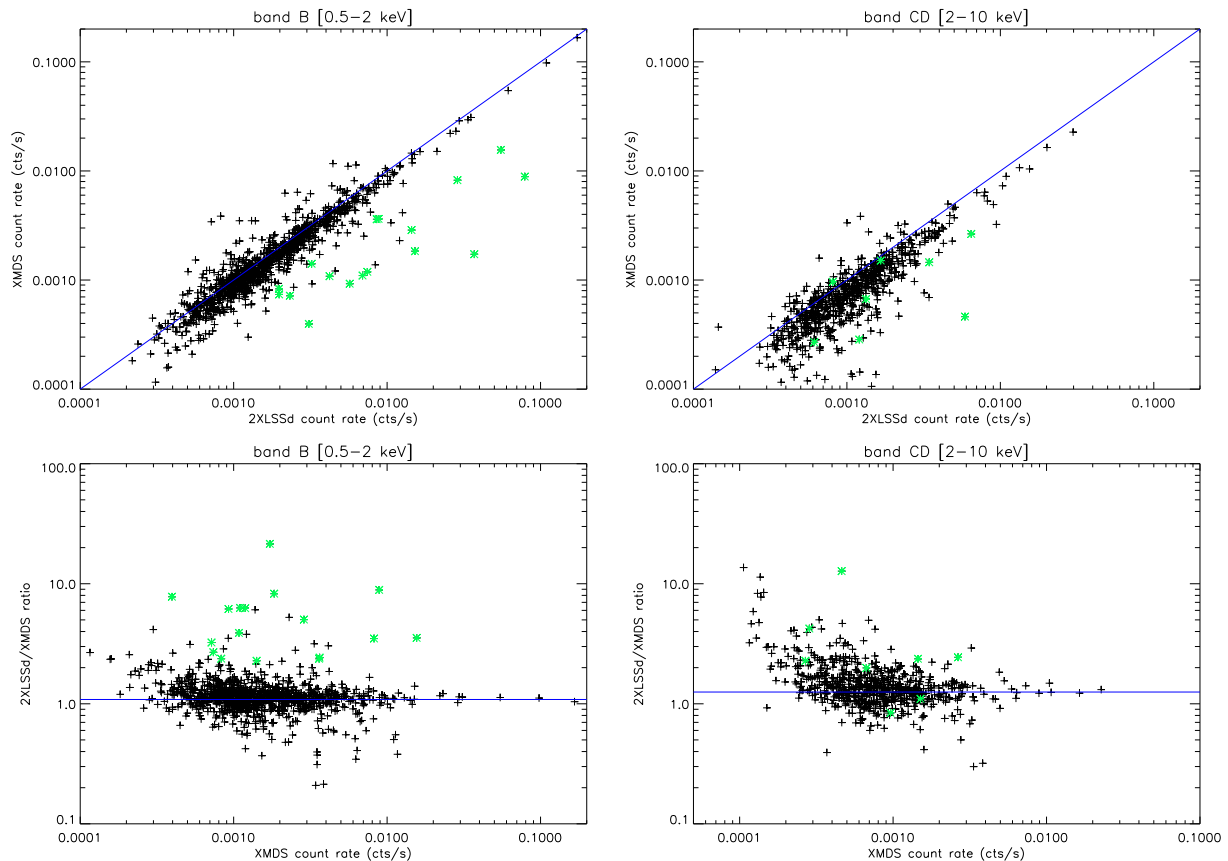 band B [0.5−2 keV]
XMDS count rate (cts/s)
0.1000
0.0100
0.0010
0.0001
0.0001 0.0010 0.0100 0.1000
2XLSSd count rate (cts/s)
band CD [2−10 keV]
XMDS count rate (cts/s)
0.1000
0.0100
0.0010
0.0001
0.0001 0.0010 0.0100 0.1000
2XLSSd count rate (cts/s)
band B [0.5−2 keV]
2XLSSd/XMDS ratio
100.0
10.0
1.0
0.1
0.0001 0.0010 0.0100 0.1000
XMDS count rate (cts/s)
band CD [2−10 keV]
2XLSSd/XMDS ratio
100.0
10.0
1.0
0.1
0.0001 0.0010 0.0100 0.1000
XMDS count rate (cts/s)